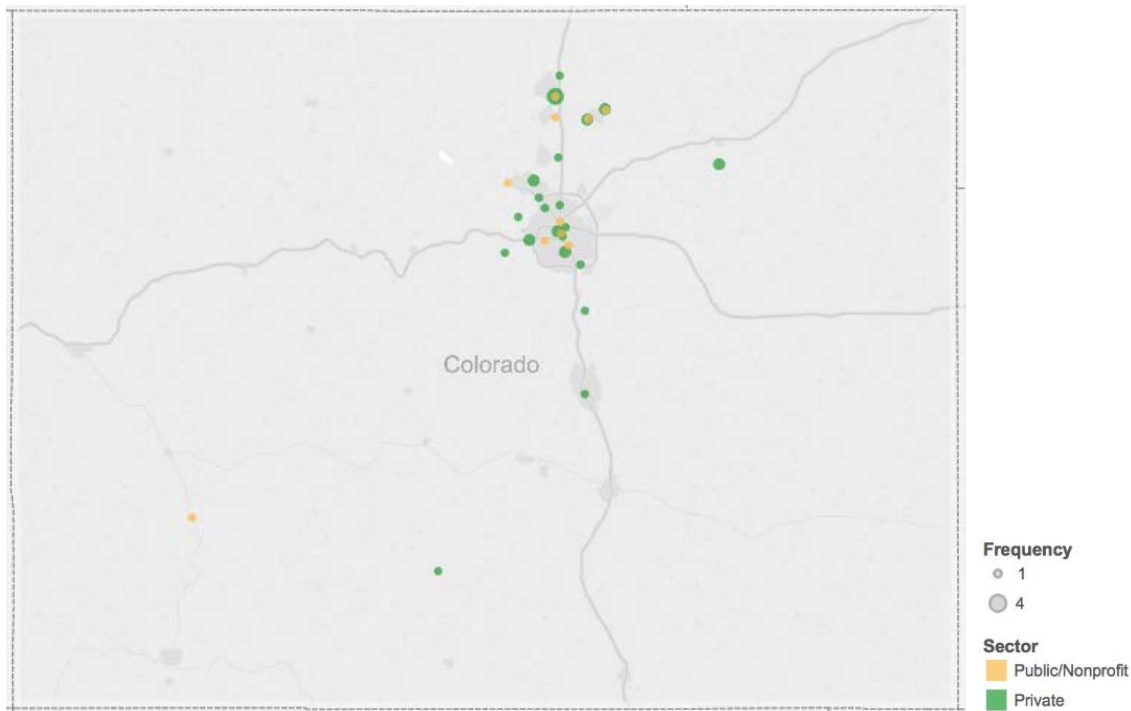 Colorado
Frequency
1
4
Sector
Public/Nonprofit
Private